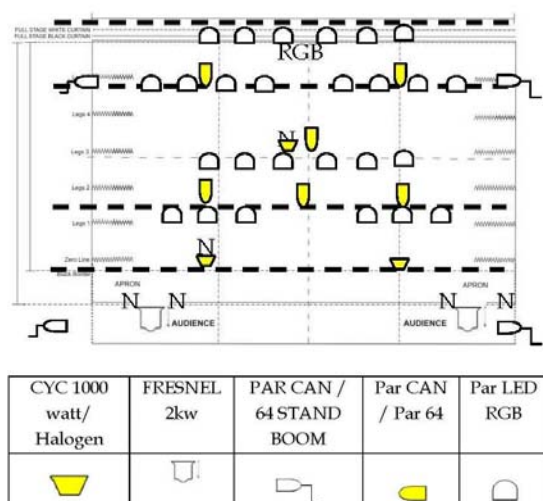 FULL STAGE WHITE CURTAIN
FULL STAGE BLACK CURTAIN
RGB
Legs 4
N
Legs 3
Legs 2
Legs 1
N
Zero Line
APRON
APRON
N N
N N
AUDIENCE
AUDIENCE
CYC 1000 watt/ Halogen
FRESNEL 2kw
PAR CAN / 64 STAND BOOM
Par CAN / Par 64
Par LED RGB